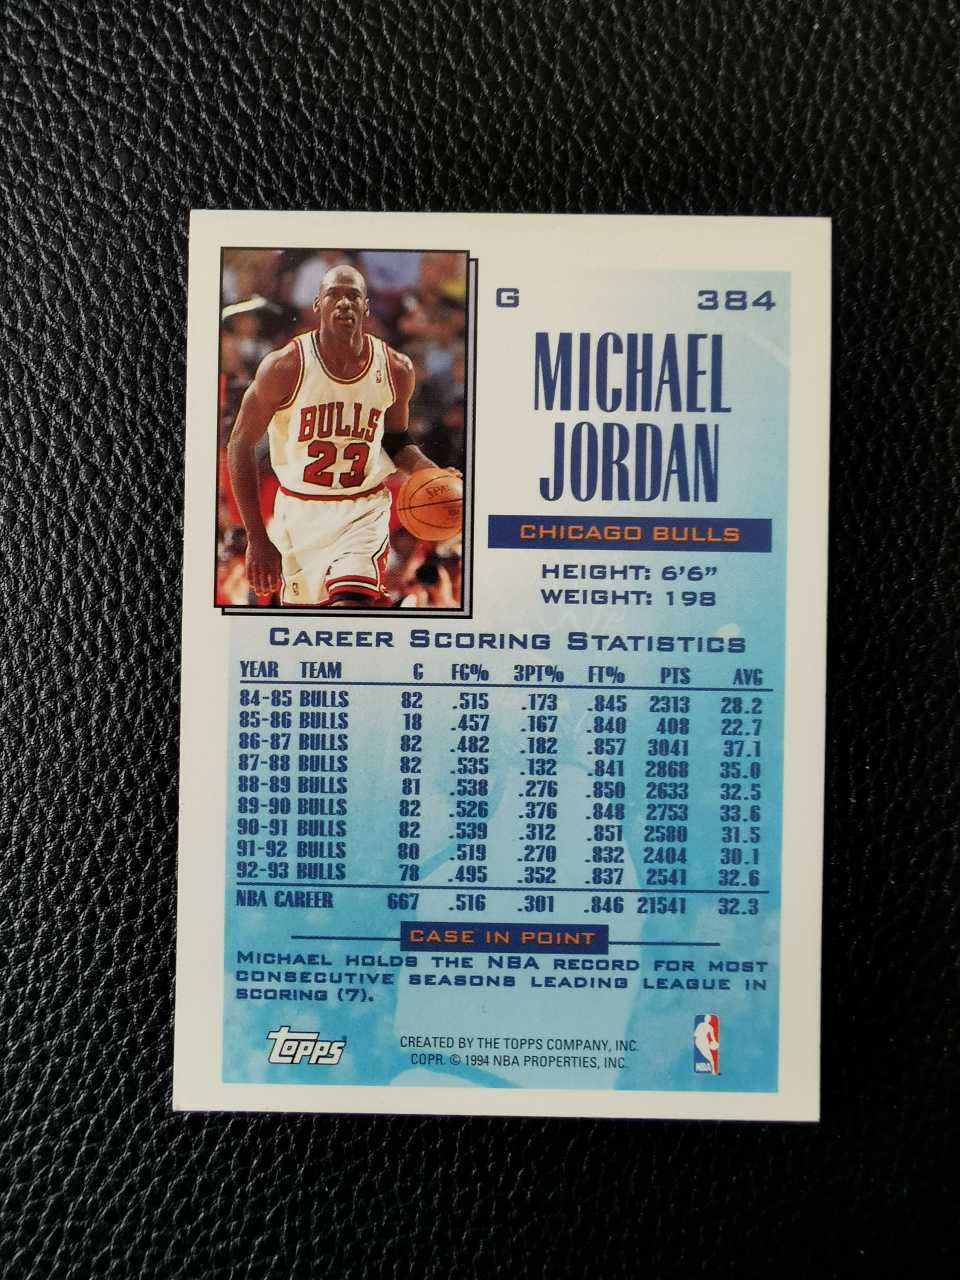 G 384
MICHAEL
JORDAN
CHICAGO BULLS
HEIGHT: 6'6"
WEIGHT: 198
BULLS
23
SPAL
CAREER SCORING STATISTICS
YEAR TEAM G FG% 3PT% FT% PTS AVG
84-85 BULLS 82 .515 .173 .845 2313 28.2
85-86 BULLS 18 .457 .167 .840 408 22.7
86-87 BULLS 82 .482 .182 .857 3041 37.1
87-88 BULLS 82 .535 .132 .841 2868 35.0
88-89 BULLS 81 .538 .276 .850 2633 32.5
89-90 BULLS 82 .526 .376 .848 2753 33.6
90-91 BULLS 82 .539 .312 .851 2580 31.5
91-92 BULLS 80 .519 .270 .832 2404 30.1
92-93 BULLS 78 .495 .352 .837 2541 32.6
NBA CAREER 667 .516 .301 .846 21541 32.3
CASE IN POINT
MICHAEL HOLDS THE NBA RECORD FOR MOST
CONSECUTIVE SEASONS LEADING LEAGUE IN
SCORING (7).
Topps
CREATED BY THE TOPPS COMPANY, INC.
COPR. © 1994 NBA PROPERTIES, INC.
NBA